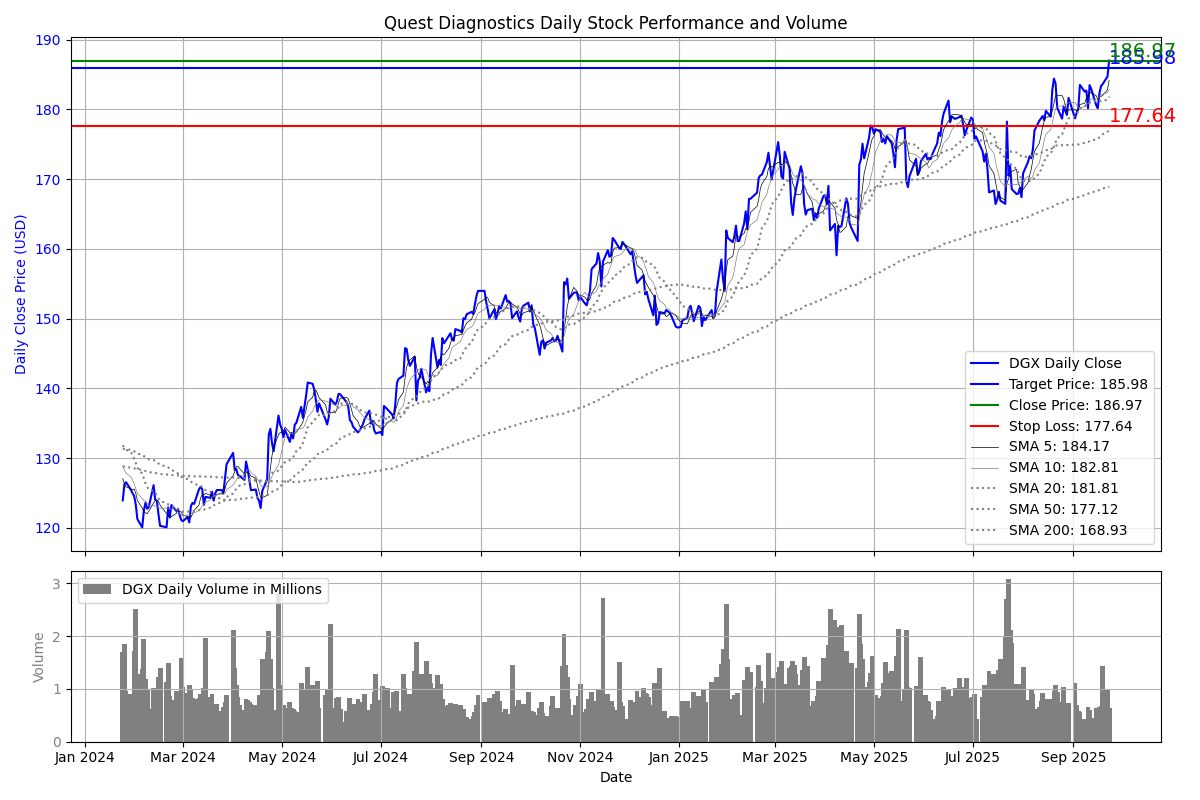 Quest Diagnostics Daily Stock Performance and Volume
190
180
170
160
150
140
130
120
Daily Close Price (USD)
186.97
185.98
177.64
DGX Daily Close
Target Price: 185.98
Close Price: 186.97
Stop Loss: 177.64
SMA 5: 184.17
SMA 10: 182.81
SMA 20: 181.81
SMA 50: 177.12
SMA 200: 168.93
3
2
1
0
Volume
DGX Daily Volume in Millions
Jan 2024 Mar 2024 May 2024 Jul 2024 Sep 2024 Nov 2024 Jan 2025 Mar 2025 May 2025 Jul 2025 Sep 2025
Date